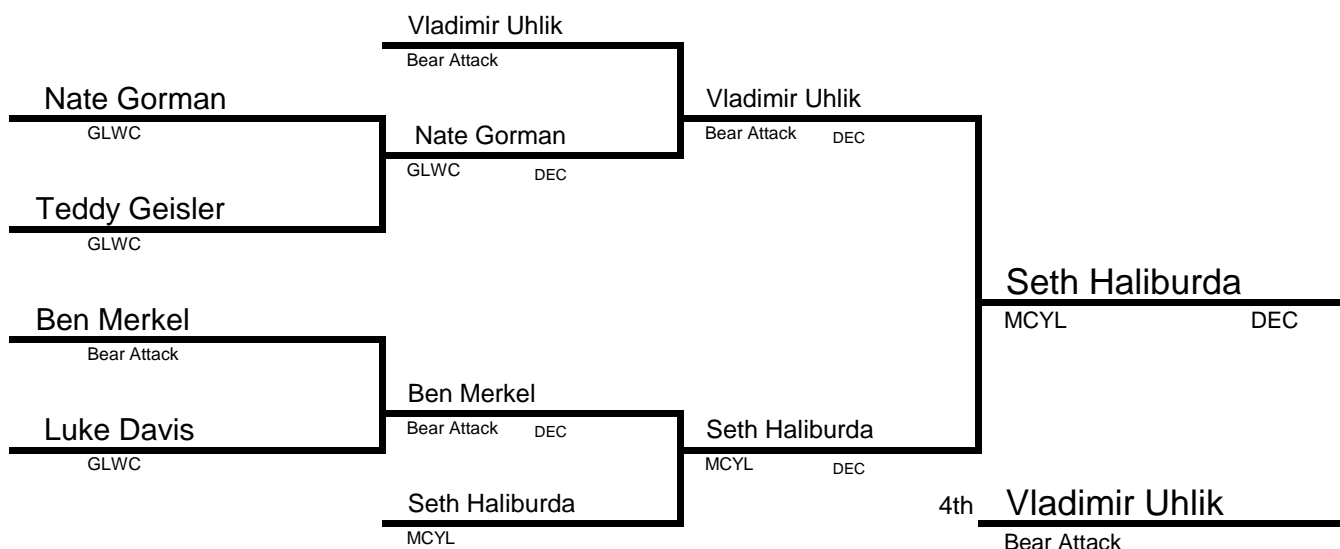 Vladimir Uhlik
Bear Attack
Nate Gorman
GLWC
Vladimir Uhlik
Bear Attack DEC
Nate Gorman
GLWC DEC
Teddy Geisler
GLWC
Seth Haliburda
MCYL DEC
Ben Merkel
Bear Attack
Ben Merkel
Bear Attack DEC
Luke Davis
GLWC
Seth Haliburda
MCYL DEC
Seth Haliburda
MCYL
4th Vladimir Uhlik
Bear Attack